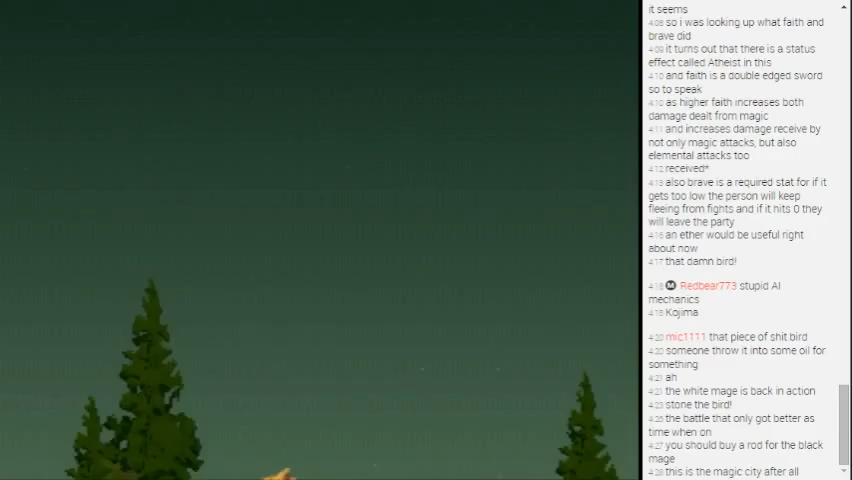 it seems
4:08 so i was looking up what faith and
brave did
4:09 it turns out that there is a status
effect called Atheist in this
4:10 and faith is a double edged sword
so to speak
4:10 as higher faith increases both
damage dealt from magic
4:11 and increases damage receive by
not only magic attacks, but also
elemental attacks too
4:12 received*
4:13 also brave is a required stat for if it
gets too low the person will keep
fleeing from fights and if it hits 0 they
will leave the party
4:16 an ether would be useful right
about now
4:17 that damn bird!
4:18 M Redbear773 stupid AI
mechanics
4:18 Kojima
4:20 mic1111 that piece of shit bird
4:20 someone throw it into some oil for
something
4:21 ah
4:21 the white mage is back in action
4:23 stone the bird!
4:26 the battle that only got better as
time when on
4:27 you should buy a rod for the black
mage
4:28 this is the magic city after all